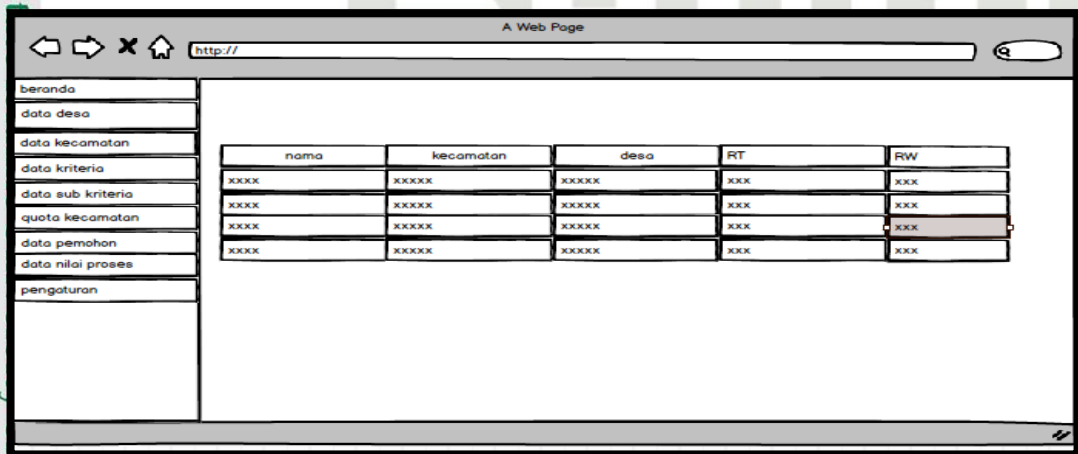 A Web Page
http://
beranda
data desa
data kecamatan
data kriteria
data sub kriteria
quota kecamatan
data pemohon
data nilai proses
pengaturan
nama kecamatan desa RT RW
xxxx xxxxx xxxxx xxx xxx
xxxx xxxxx xxxxx xxx xxx
xxxx xxxxx xxxxx xxx xxx
xxxx xxxxx xxxxx xxx xxx